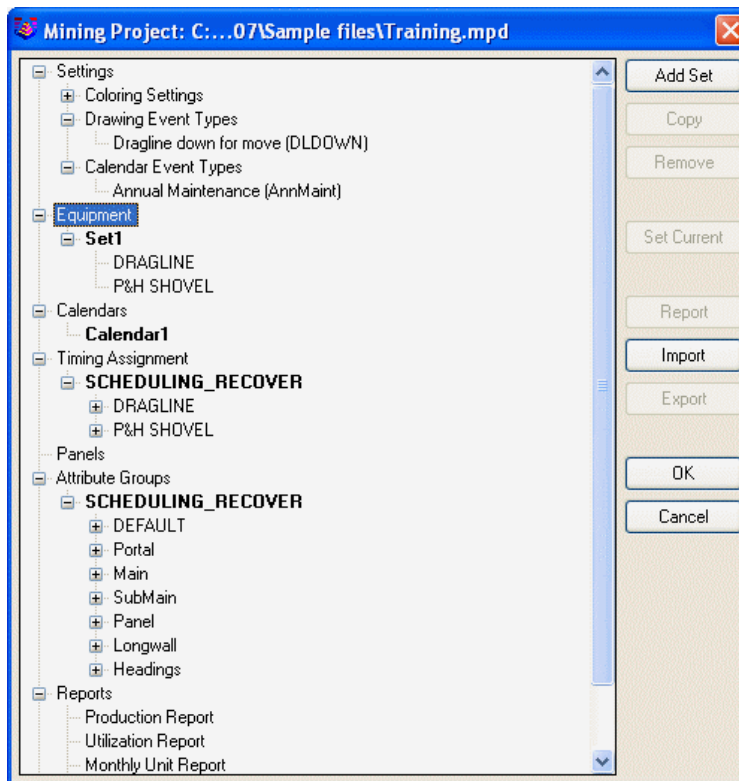 Mining Project: C:...07\Sample files\Training.mpd
Settings
Coloring Settings
Drawing Event Types
Dragline down for move (DLDOWN)
Calendar Event Types
Annual Maintenance (AnnMaint)
Equipment
Set1
DRAGLINE
P&H SHOVEL
Calendars
Calendar1
Timing Assignment
SCHEDULING_RECOVER
DRAGLINE
P&H SHOVEL
Panels
Attribute Groups
SCHEDULING_RECOVER
DEFAULT
Portal
Main
SubMain
Panel
Longwall
Headings
Reports
Production Report
Utilization Report
Monthly Unit Report
Add Set
Copy
Remove
Set Current
Report
Import
Export
OK
Cancel